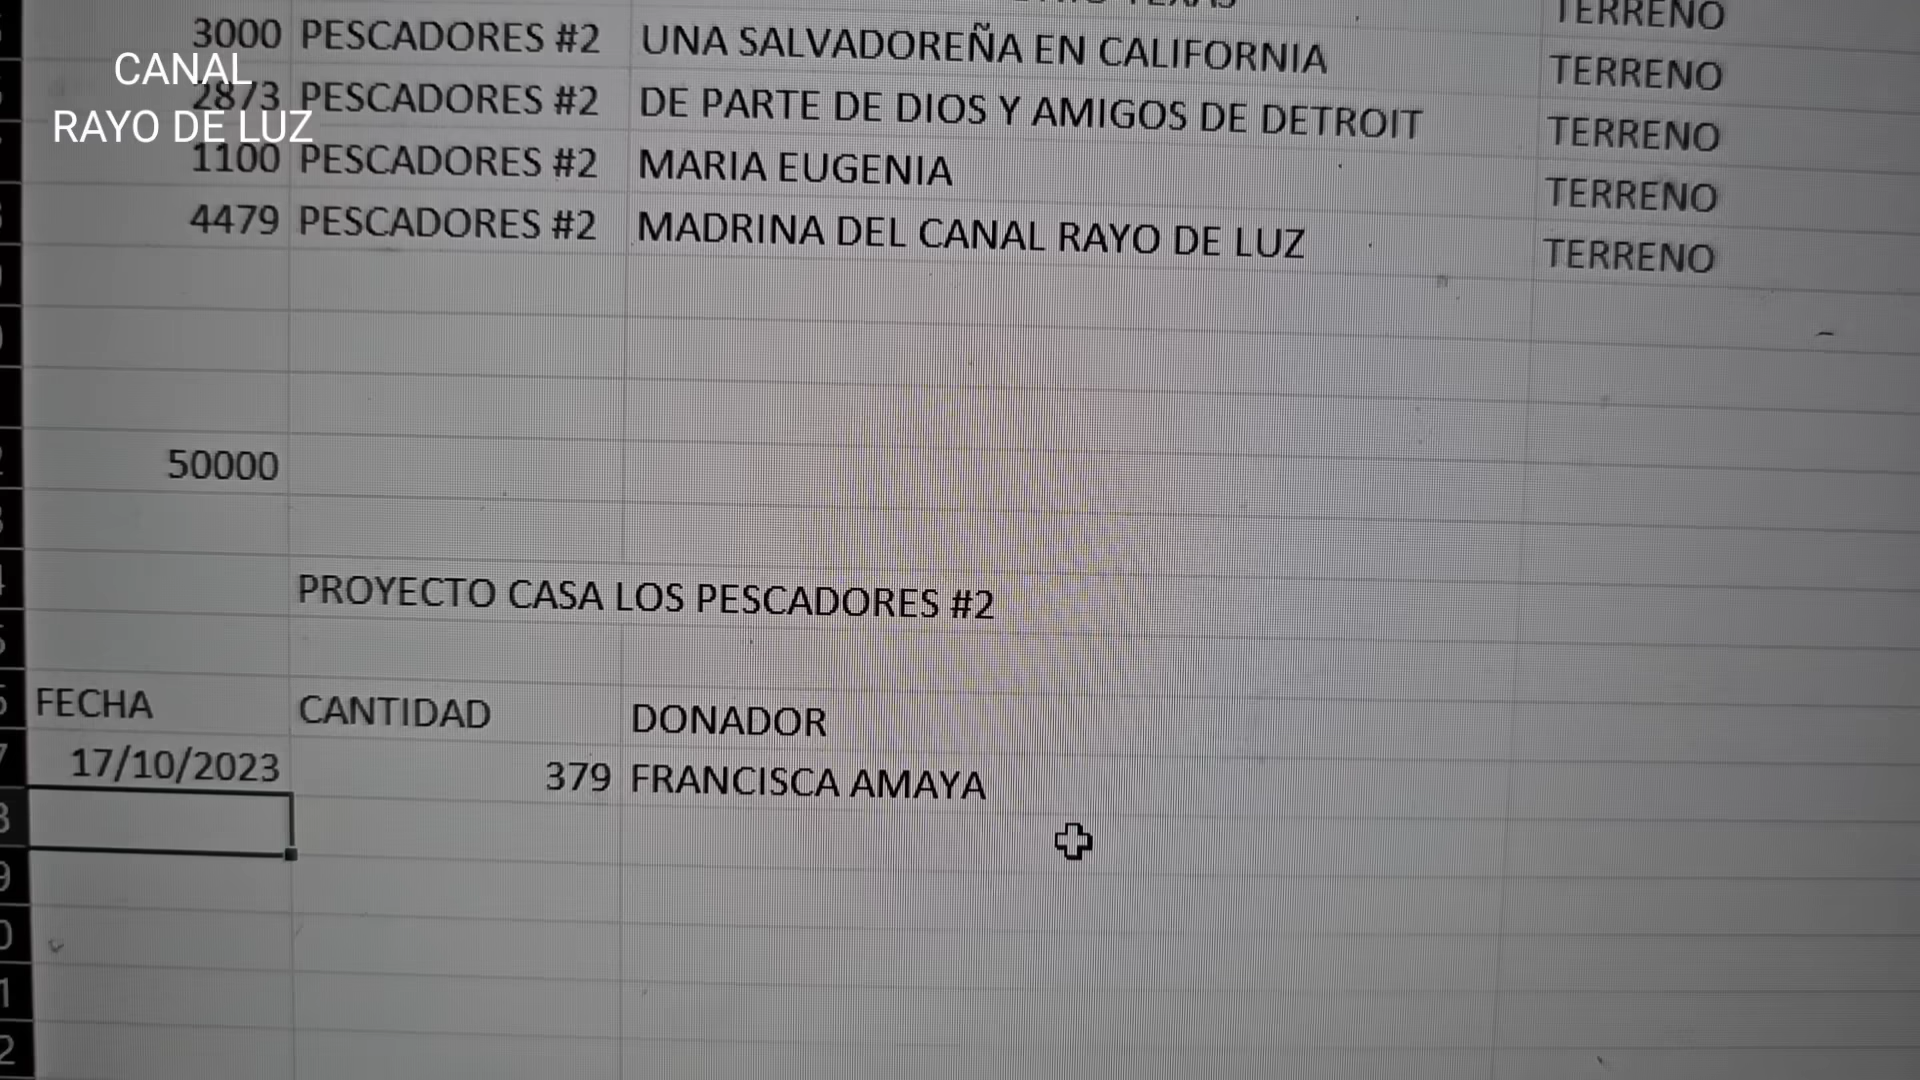 TERRENO
3000 PESCADORES #2 UNA SALVADOREÑA EN CALIFORNIA TERRENO
CANAL
2873 PESCADORES #2 DE PARTE DE DIOS Y AMIGOS DE DETROIT TERRENO
RAYO DE LUZ
1100 PESCADORES #2 MARIA EUGENIA TERRENO
4479 PESCADORES #2 MADRINA DEL CANAL RAYO DE LUZ TERRENO
50000
PROYECTO CASA LOS PESCADORES #2
FECHA CANTIDAD DONADOR
17/10/2023 379 FRANCISCA AMAYA